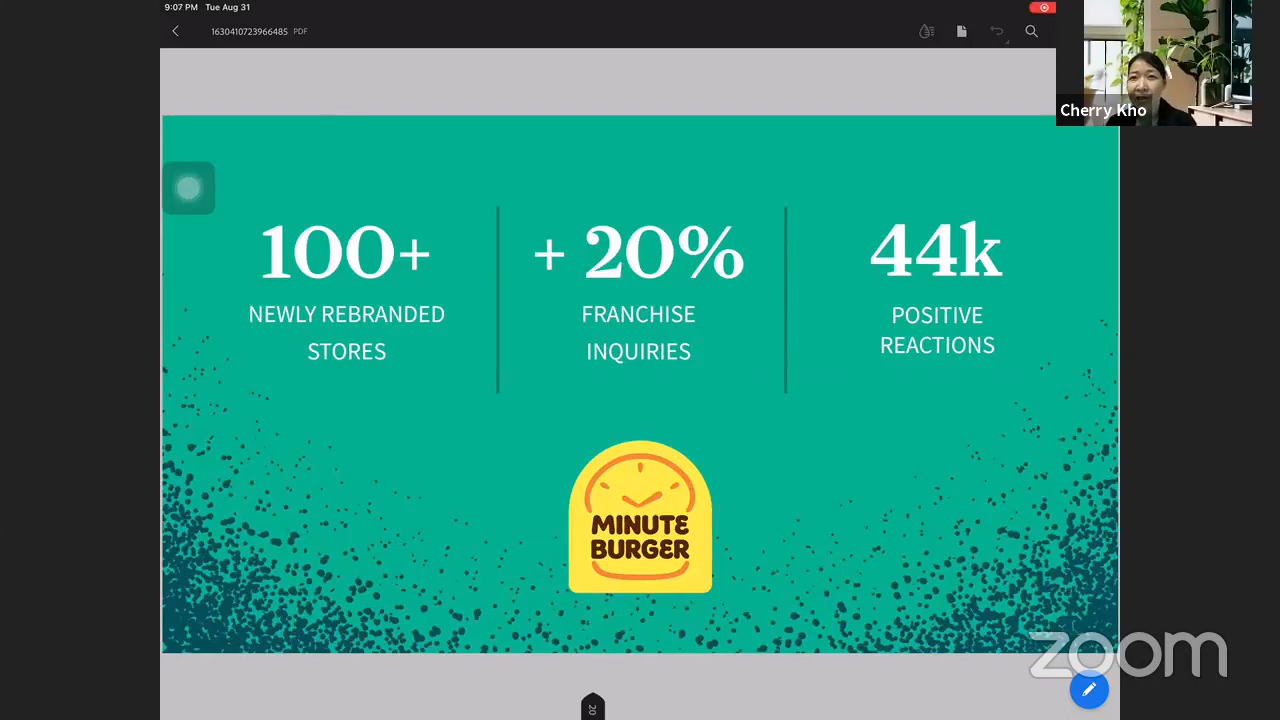 9:07 PM Tue Aug 31
1630410723966485 PDF
Cherry Kho
100+
NEWLY REBRANDED
STORES
+ 20%
FRANCHISE
INQUIRIES
44k
POSITIVE
REACTIONS
MINUTE
BURGER
zoom
20